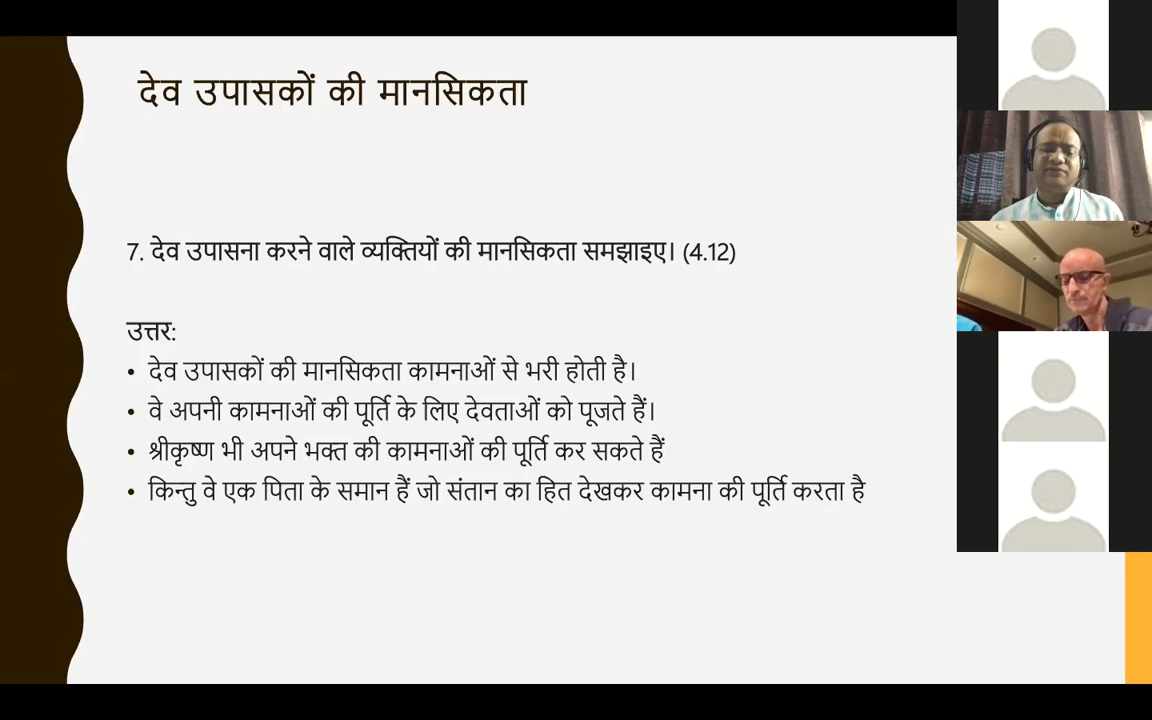 देव उपासकों की मानसिकता
7. देव उपासना करने वाले व्यक्तियों की मानसिकता समझाइए। (4.12)
उत्तर:
• देव उपासकों की मानसिकता कामनाओं से भरी होती है।
• वे अपनी कामनाओं की पूर्ति के लिए देवताओं को पूजते हैं।
• श्रीकृष्ण भी अपने भक्त की कामनाओं की पूर्ति कर सकते हैं
• किन्तु वे एक पिता के समान हैं जो संतान का हित देखकर कामना की पूर्ति करता है